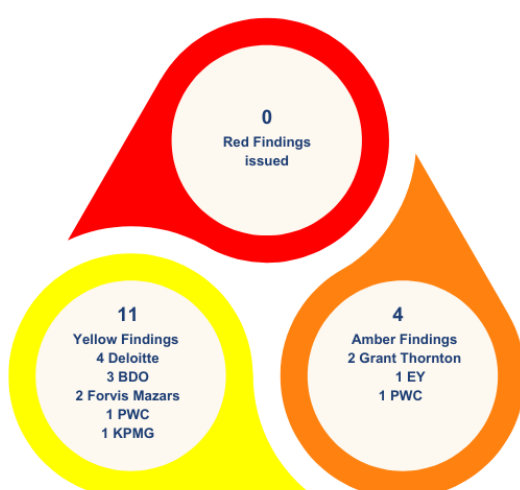 0
Red Findings
issued
11
Yellow Findings
4 Deloitte
3 BDO
2 Forvis Mazars
1 PWC
1 KPMG
4
Amber Findings
2 Grant Thornton
1 EY
1 PWC